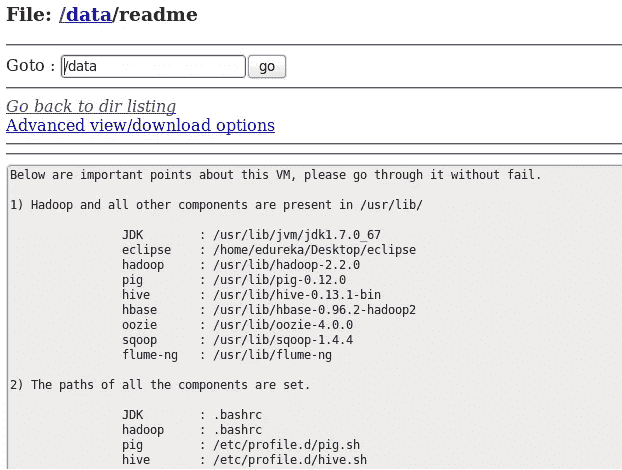 File: /data/readme
Goto : /data go
Go back to dir listing
Advanced view/download options
Below are important points about this VM, please go through it without fail.
1) Hadoop and all other components are present in /usr/lib/
JDK : /usr/lib/jvm/jdk1.7.0_67
eclipse : /home/edureka/Desktop/eclipse
hadoop : /usr/lib/hadoop-2.2.0
pig : /usr/lib/pig-0.12.0
hive : /usr/lib/hive-0.13.1-bin
hbase : /usr/lib/hbase-0.96.2-hadoop2
oozie : /usr/lib/oozie-4.0.0
sqoop : /usr/lib/sqoop-1.4.4
flume-ng : /usr/lib/flume-ng
2) The paths of all the components are set.
JDK : .bashrc
hadoop : .bashrc
pig : /etc/profile.d/pig.sh
hive : /etc/profile.d/hive.sh